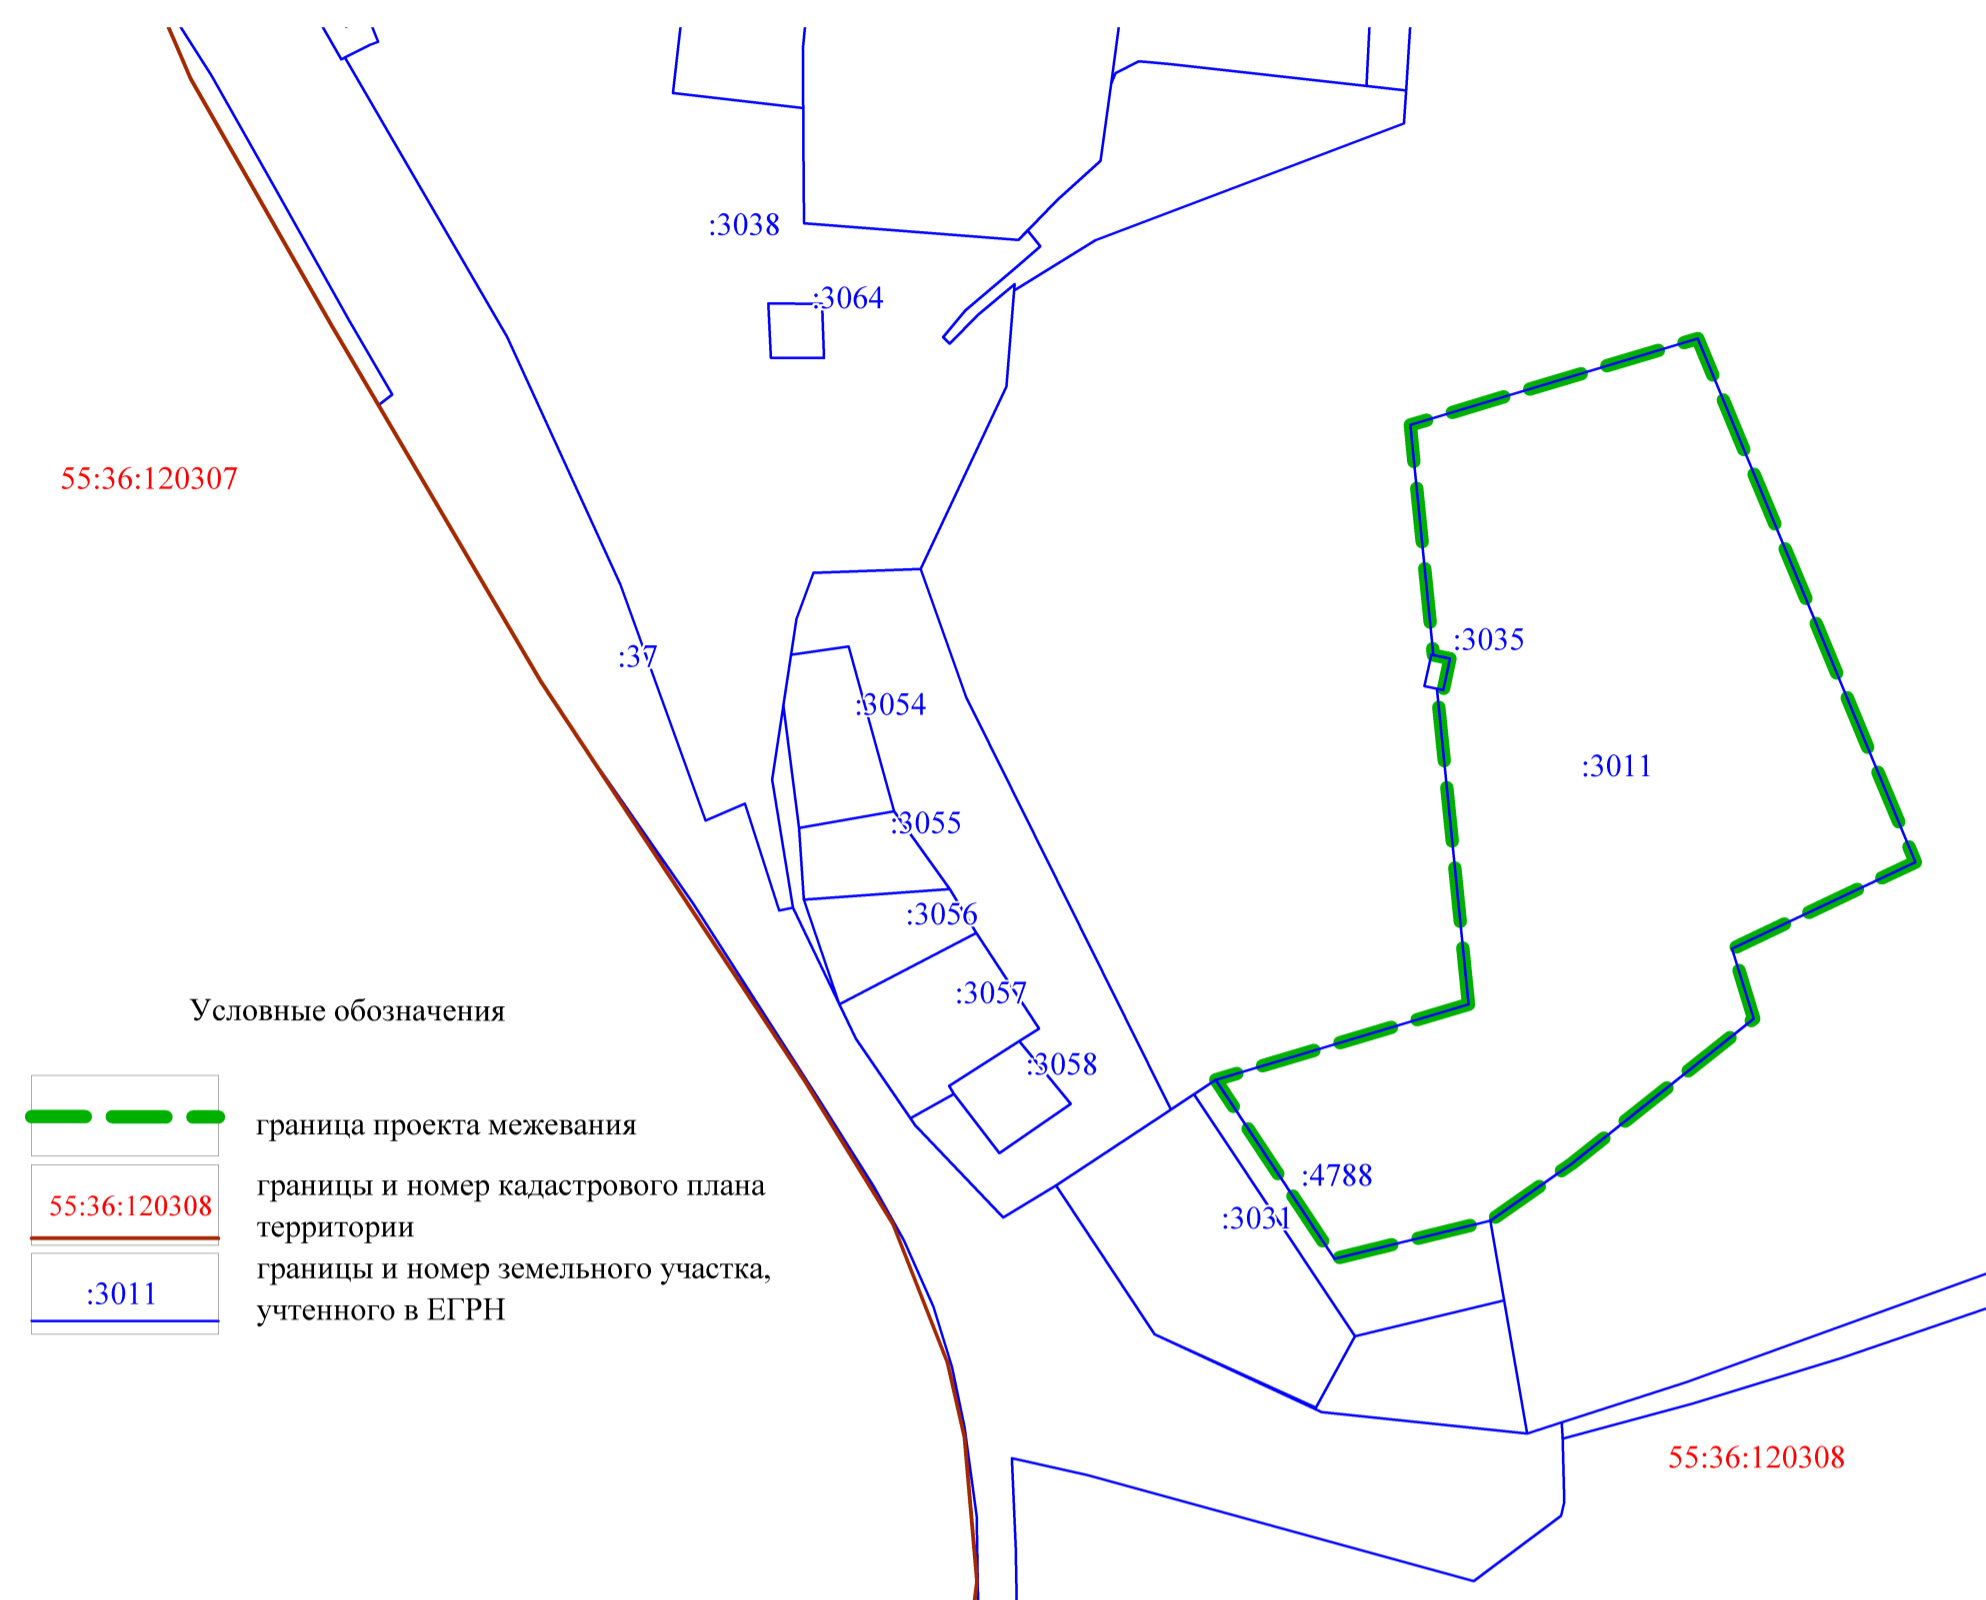 :3038
:3064
55:36:120307
:3035
:37
:3054
:3011
:3055
:3056
:3057
:3058
:4788
:3031
55:36:120308
Условные обозначения
граница проекта межевания
55:36:120308
границы и номер кадастрового плана
территории
:3011
границы и номер земельного участка,
учтенного в ЕГРН